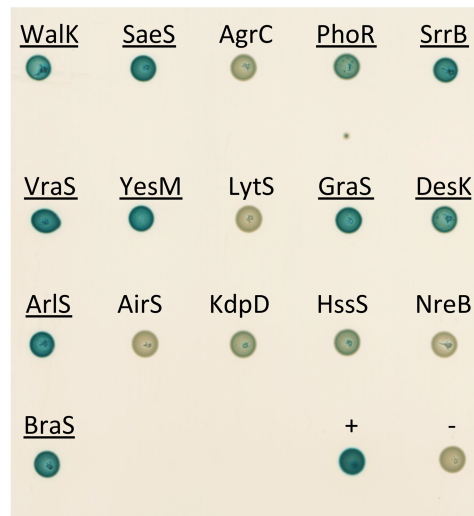 WalK SaeS AgrC PhoR SrrB
VraS YesM LytS GraS DesK
ArlS AirS KdpD HssS NreB
BraS + -